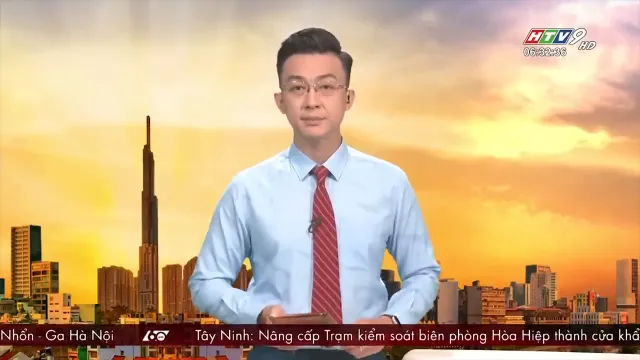 HTV9 HD
06:32:36
Nhổn - Ga Hà Nội 60 Tây Ninh: Nâng cấp Trạm kiểm soát biên phòng Hòa Hiệp thành cửa khẩ